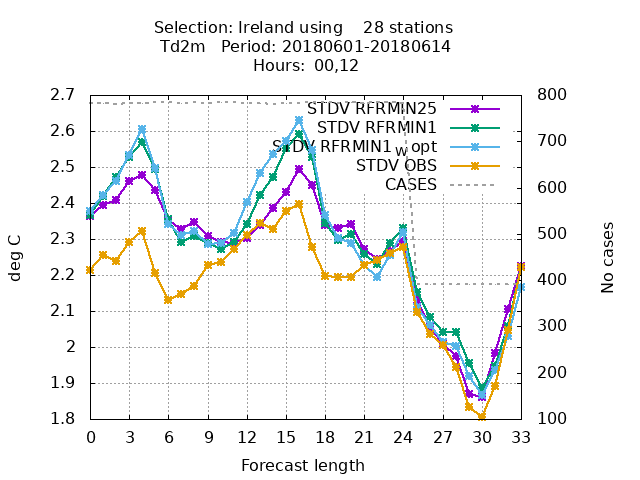 Selection: Ireland using    28 stations
Td2m   Period: 20180601-20180614
Hours:  00,12
2.7
2.6
2.5
2.4
2.3
2.2
2.1
2
1.9
1.8
deg C
800
700
600
500
400
300
200
100
No cases
STDV RFRMIN25
STDV RFRMIN1
STDV RFRMIN1_W opt
STDV OBS
CASES
0 3 6 9 12 15 18 21 24 27 30 33
Forecast length